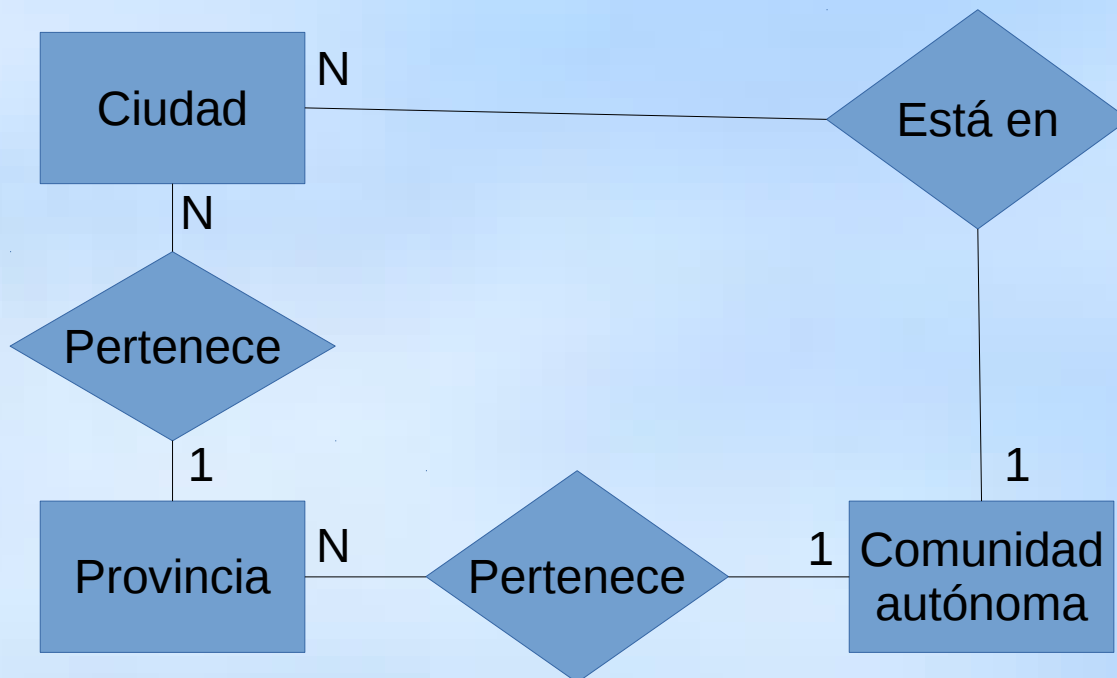 Ciudad
N
Está en
N
Pertenece
1
1
Provincia
N
Pertenece
1
Comunidad
autónoma